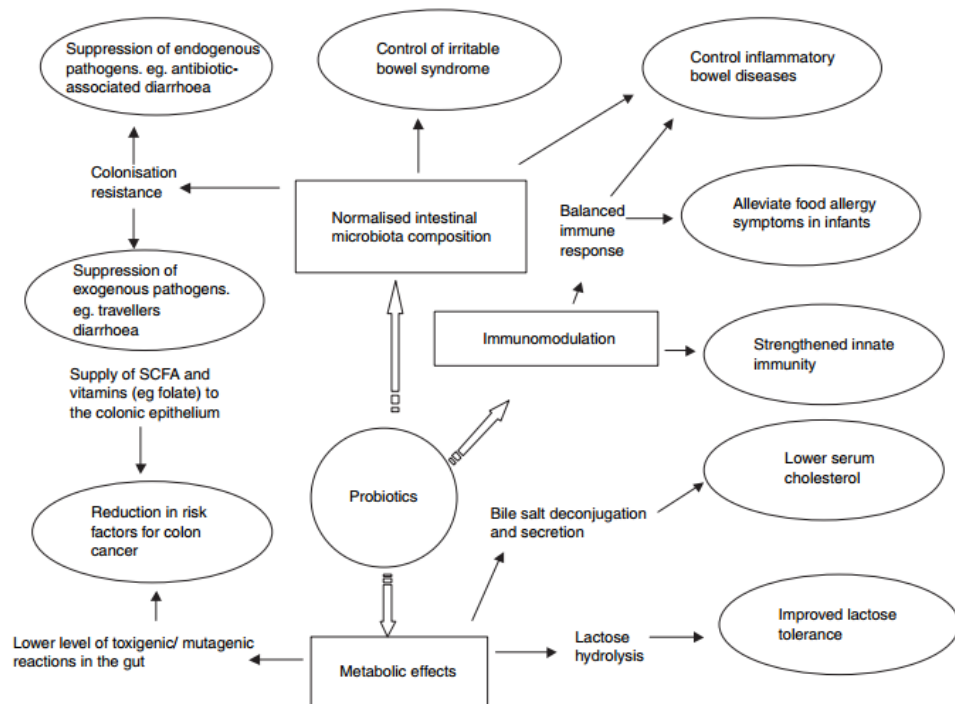 Suppression of endogenous
pathogens. eg. antibiotic-
associated diarrhoea
Control of irritable
bowel syndrome
Control inflammatory
bowel diseases
Colonisation
resistance
Normalised intestinal
microbiota composition
Balanced
immune
response
Alleviate food allergy
symptoms in infants
Suppression of
exogenous pathogens.
eg. travellers
diarrhoea
Immunomodulation
Strengthened innate
immunity
Supply of SCFA and
vitamins (eg folate) to
the colonic epithelium
Probiotics
Lower serum
cholesterol
Reduction in risk
factors for colon
cancer
Bile salt deconjugation
and secretion
Improved lactose
tolerance
Lower level of toxigenic/ mutagenic
reactions in the gut
Metabolic effects
Lactose
hydrolysis